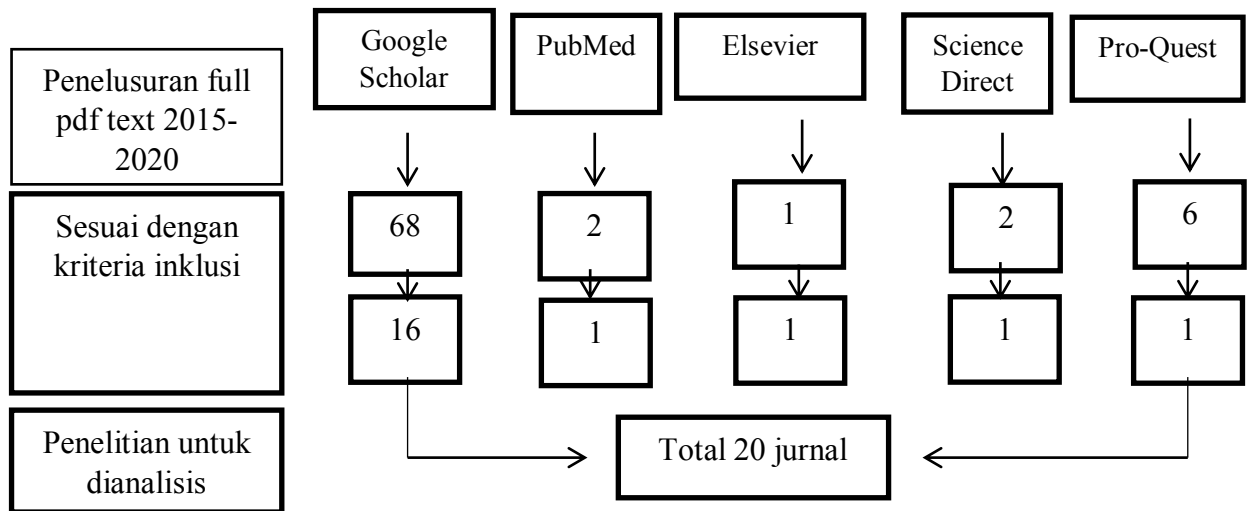 Google
Scholar
PubMed
Elsevier
Science
Direct
Pro-Quest
Penelusuran full
pdf text 2015-
2020
Sesuai dengan
kriteria inklusi
68
2
1
2
6
16
1
1
1
1
Penelitian untuk
dianalisis
Total 20 jurnal